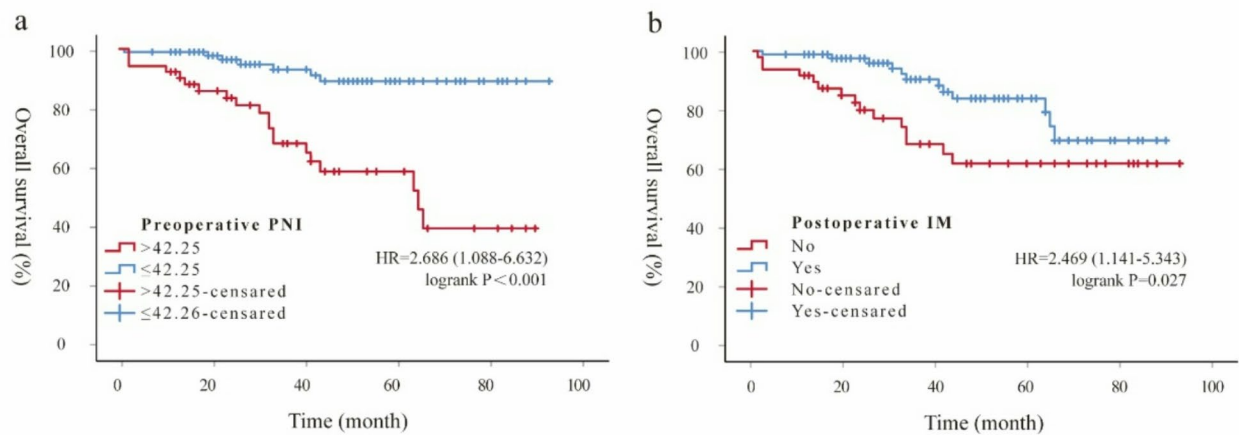 a
100
80
60
40
20
0
Overall survival (%)
Preoperative PNI
>42.25
≤42.25
>42.25-censared
≤42.26-censared
HR=2.686 (1.088-6.632)
logrank P<0.001
0 20 40 60 80 100
Time (month)
b
100
80
60
40
20
0
Overall survival (%)
Postoperative IM
No
Yes
No-censared
Yes-censared
HR=2.469 (1.141-5.343)
logrank P=0.027
0 20 40 60 80 100
Time (month)